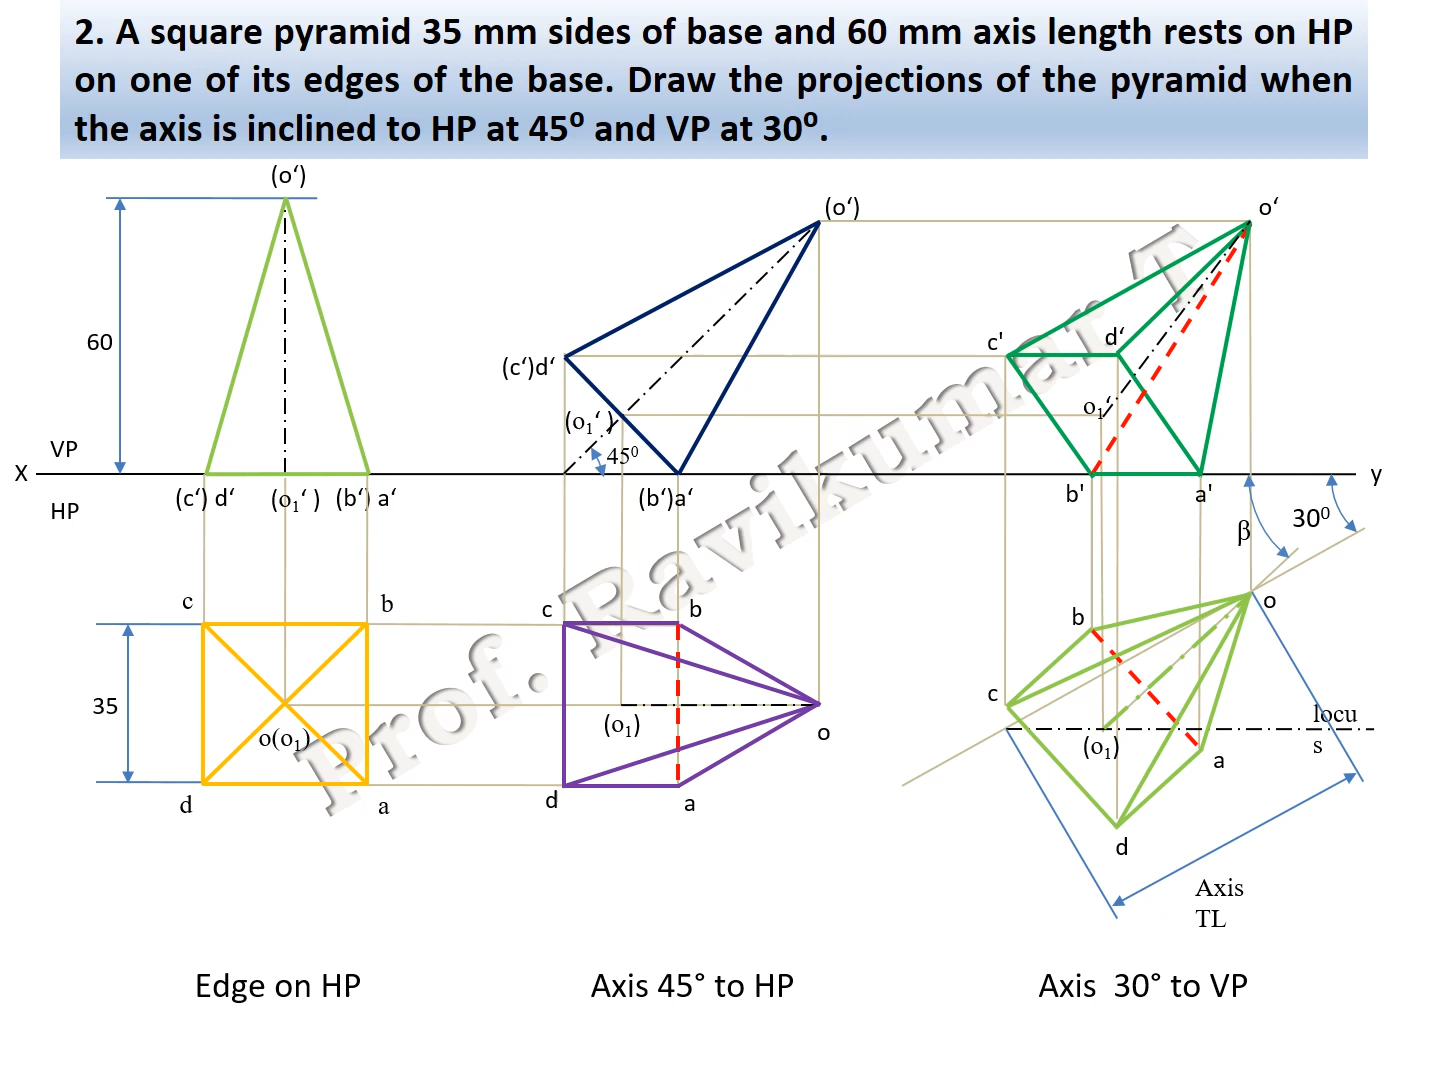 2. A square pyramid 35 mm sides of base and 60 mm axis length rests on HP
on one of its edges of the base. Draw the projections of the pyramid when
the axis is inclined to HP at 45⁰ and VP at 30⁰.
(o‘)
(o‘)
o‘
60
c'
d‘
(c‘)d‘
o₁‘
(o₁‘ )
45⁰
VP
X
y
(c‘) d‘
(o₁‘ )
(b‘) a‘
(b‘)a‘
b'
a'
HP
β
30⁰
c
b
c
b
b
o
35
c
o(o₁)
(o₁)
o
(o₁)
locu
s
a
d
a
d
a
d
Axis
TL
Prof. Ravikumar T
Edge on HP
Axis 45° to HP
Axis 30° to VP